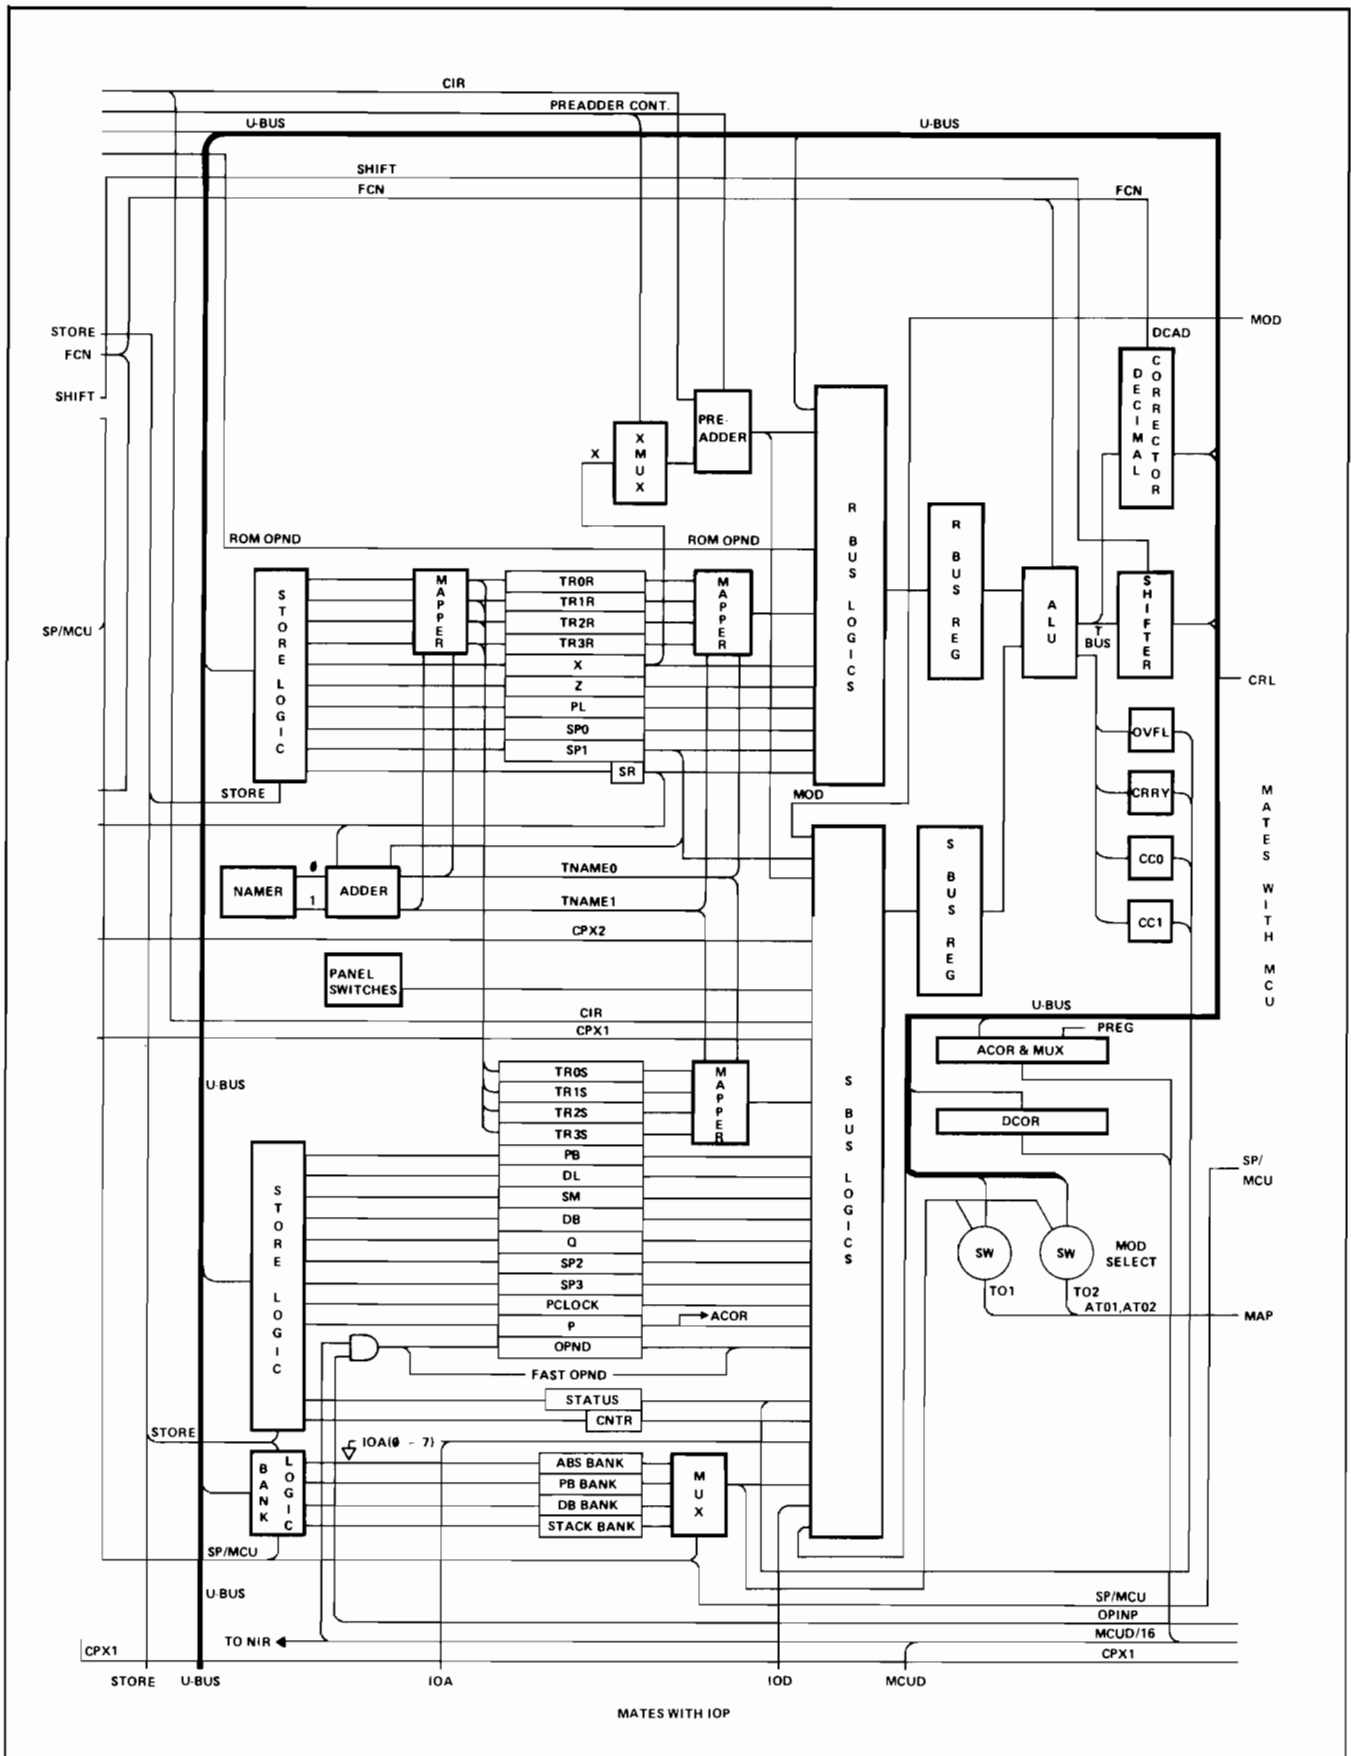 CIR
PREADDER CONT.
U-BUS
U-BUS
SHIFT
FCN
FCN
STORE
FCN
SHIFT
MOD
DCAD
DECIMAL CORRECTOR
PRE-
ADDER
X
XMUX
R BUS LOGICS
R BUS REG
ROM OPND
ROM OPND
STORE LOGIC
MAPPER
TR0R
TR1R
TR2R
TR3R
X
Z
PL
SP0
SP1
SR
MAPPER
ALU
T
BUS
SHIFTER
SP/MCU
CRL
OVFL
CRRY
CC0
CC1
MATES WITH MCU
STORE
MOD
NAMER
0
1
ADDER
TNAME0
TNAME1
CPX2
S BUS REG
PANEL
SWITCHES
CIR
CPX1
U-BUS
PREG
ACOR & MUX
DCOR
U-BUS
TR0S
TR1S
TR2S
TR3S
PB
DL
SM
DB
Q
SP2
SP3
PCLOCK
P
OPND
MAPPER
S BUS LOGICS
STORE LOGIC
ACOR
FAST OPND
SP/
MCU
SW
SW
MOD
SELECT
TO1
TO2
AT01,AT02
MAP
STATUS
CNTR
STORE
IOA(0 - 7)
BANK LOGIC
ABS BANK
PB BANK
DB BANK
STACK BANK
MUX
SP/MCU
U-BUS
SP/MCU
OPINP
TO NIR
MCUD/16
CPX1
CPX1
STORE
U-BUS
IOA
IOD
MCUD
MATES WITH IOP